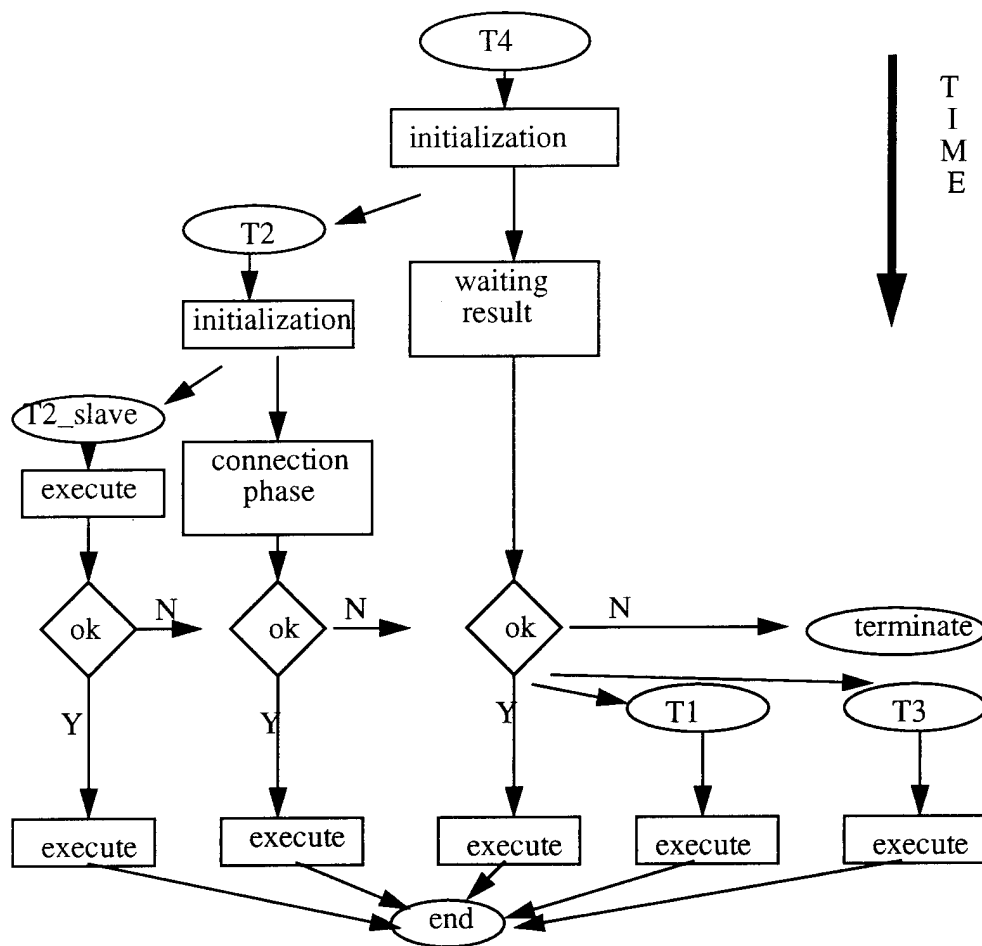 T4
T
I
M
E
initialization
T2
waiting
result
initialization
T2_slave
connection
phase
execute
ok
N
ok
N
ok
N
terminate
Y
Y
Y
T1
T3
execute
execute
execute
execute
execute
end